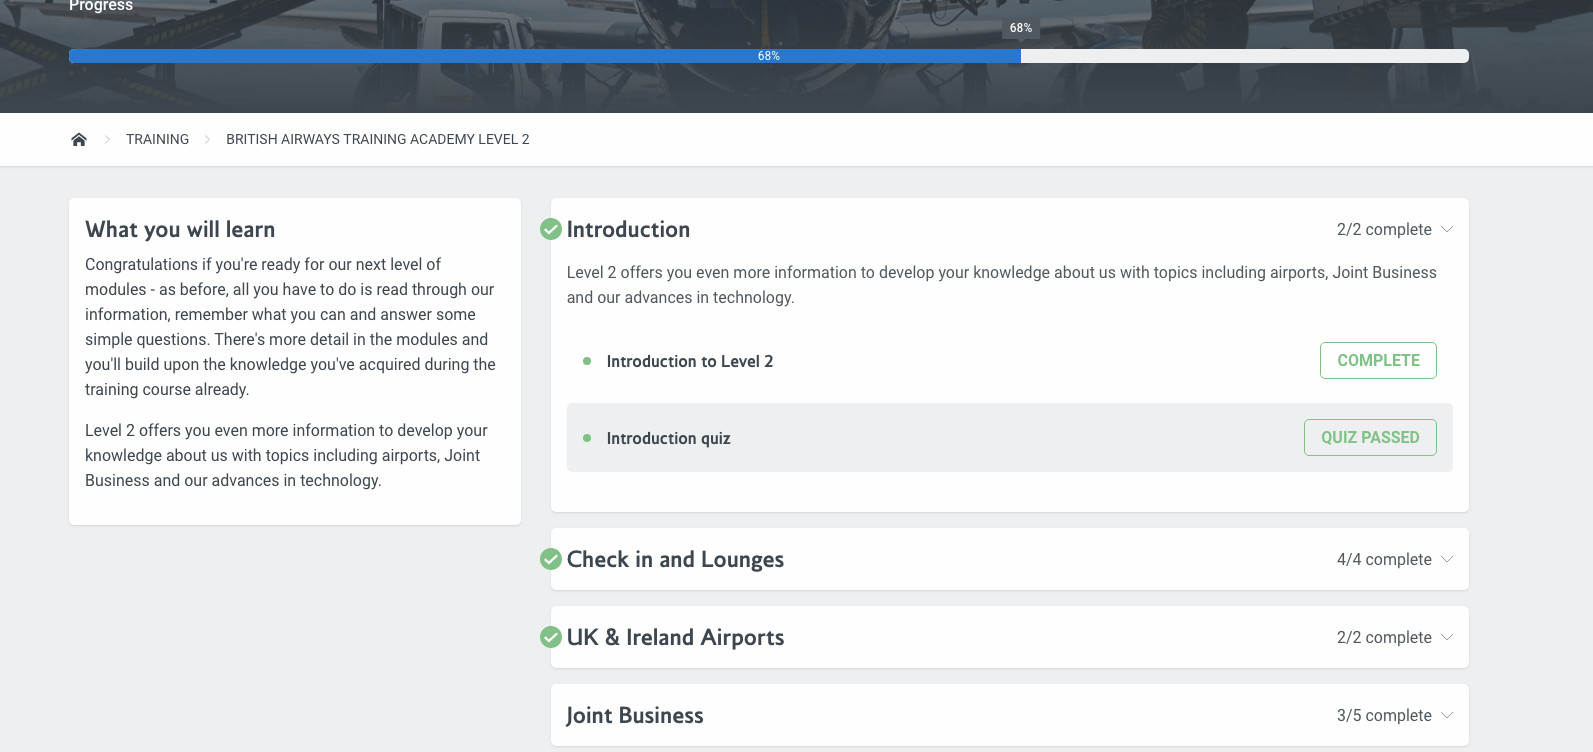 Progress
68%
68%
TRAINING
BRITISH AIRWAYS TRAINING ACADEMY LEVEL 2
What you will learn
Congratulations if you're ready for our next level of
modules - as before, all you have to do is read through our
information, remember what you can and answer some
simple questions. There's more detail in the modules and
you'll build upon the knowledge you've acquired during the
training course already.
Level 2 offers you even more information to develop your
knowledge about us with topics including airports, Joint
Business and our advances in technology.
Introduction
2/2 complete
Level 2 offers you even more information to develop your knowledge about us with topics including airports, Joint Business
and our advances in technology.
Introduction to Level 2
COMPLETE
Introduction quiz
QUIZ PASSED
Check in and Lounges
4/4 complete
UK & Ireland Airports
2/2 complete
Joint Business
3/5 complete